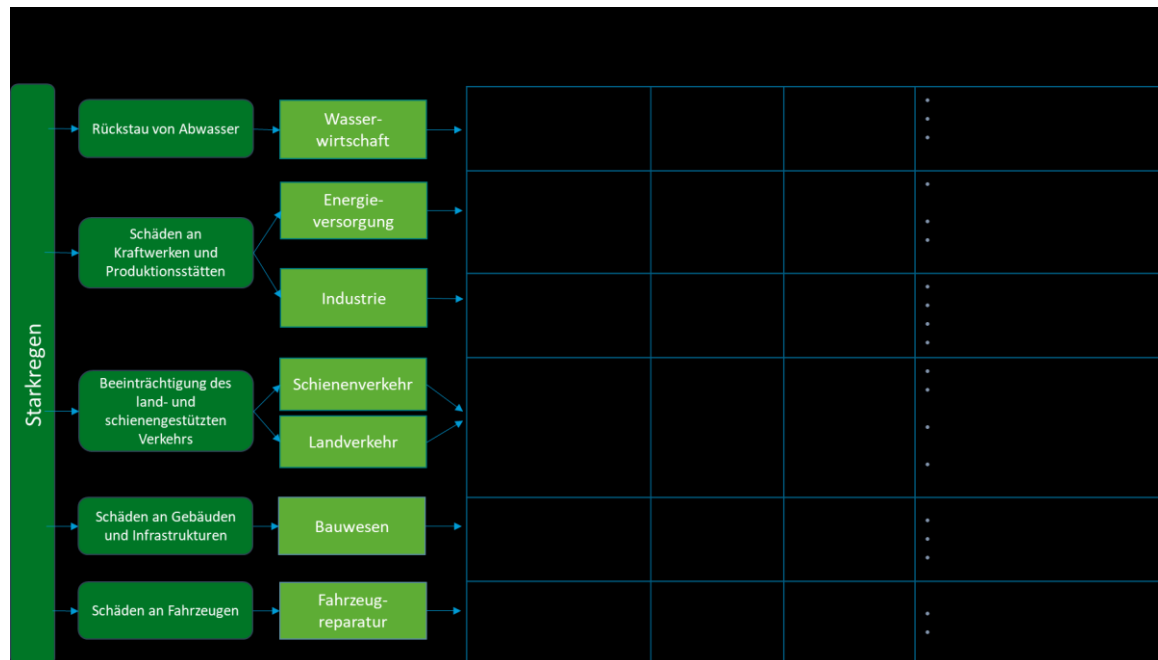 Starkregen
Rückstau von Abwasser
Wasser-
wirtschaft
Schäden an
Kraftwerken und
Produktionsstätten
Energie-
versorgung
Industrie
Beeinträchtigung des
land- und
schienengestützten
Verkehrs
Schienenverkehr
Landverkehr
Schäden an Gebäuden
und Infrastrukturen
Bauwesen
Schäden an Fahrzeugen
Fahrzeug-
reparatur